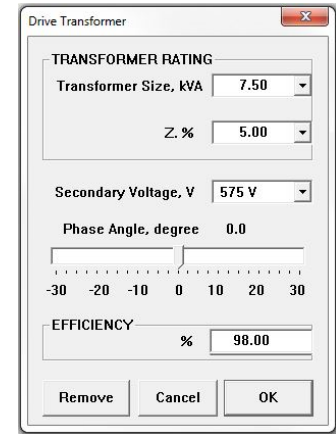 Drive Transformer
TRANSFORMER RATING
Transformer Size, kVA 7.50
Z. % 5.00
Secondary Voltage, V 575 V
Phase Angle, degree 0.0
-30 -20 -10 0 10 20 30
EFFICIENCY
% 98.00
Remove Cancel OK